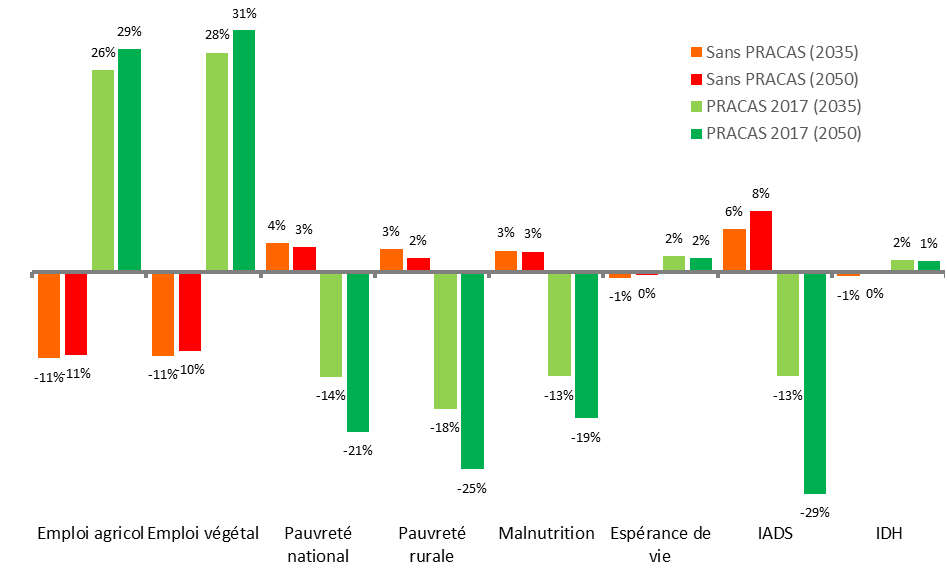 29%
31%
26%
28%
Sans PRACAS (2035)
Sans PRACAS (2050)
PRACAS 2017 (2035)
PRACAS 2017 (2050)
4%
3%
3%
2%
3%
3%
2%
2%
6%
8%
2%
1%
-11%
-11%
-11%
-10%
-14%
-21%
-18%
-25%
-13%
-19%
-1%
0%
-13%
-29%
-1%
0%
Emploi agricol
Emploi végétal
Pauvreté
national
Pauvreté
rurale
Malnutrition
Espérance de
vie
IADS
IDH